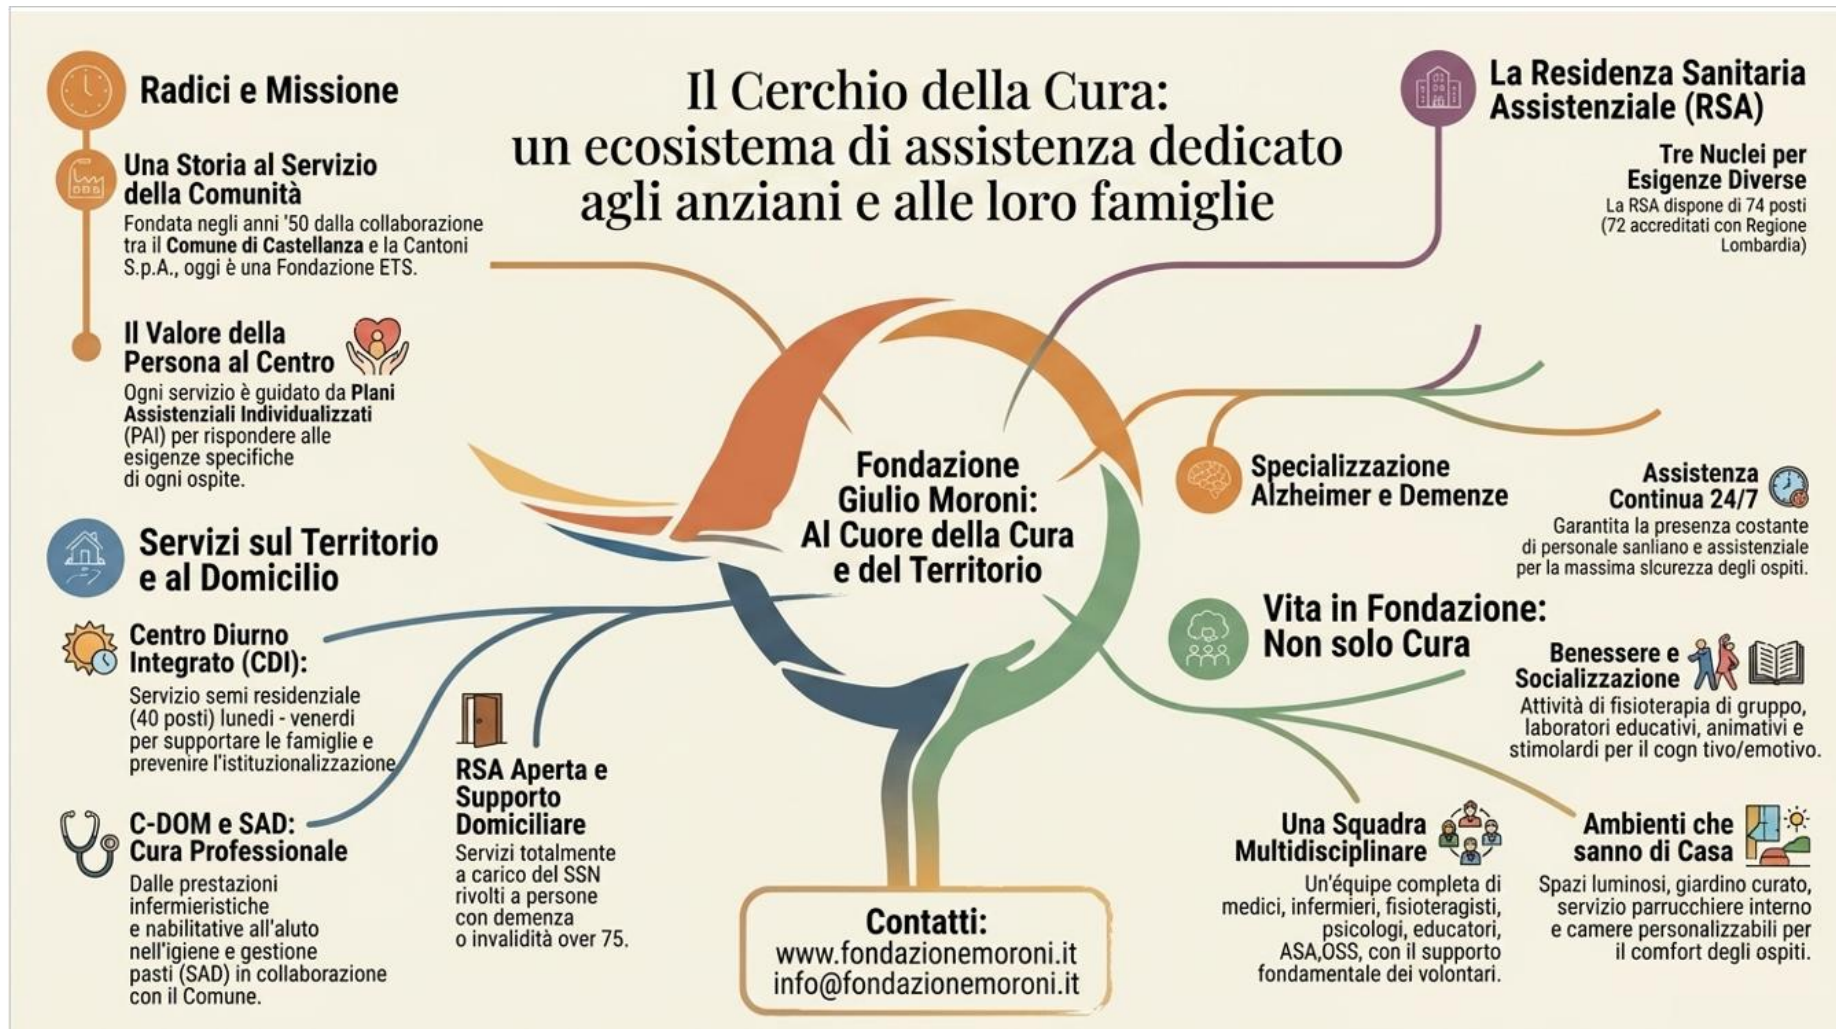 Il Cerchio della Cura:
un ecosistema di assistenza dedicato
agli anziani e alle loro famiglie
Radici e Missione
Una Storia al Servizio
della Comunità
Fondata negli anni '50 dalla collaborazione
tra il Comune di Castellanza e la Cantoni
S.p.A., oggi è una Fondazione ETS.
Il Valore della
Persona al Centro
Ogni servizio è guidato da Plani
Assistenziali Individualizzati
(PAI) per rispondere alle
esigenze specifiche
di ogni ospite.
Servizi sul Territorio
e al Domicilio
Centro Diurno
Integrato (CDI):
Servizio semi residenziale
(40 posti) lunedi - venerdi
per supportare le famiglie e
prevenire l'istituzionalizzazione
C-DOM e SAD:
Cura Professionale
Dalle prestazioni
infermieristiche
e nabilitative all'aluto
nell'igiene e gestione
pasti (SAD) in collaborazione
con il Comune.
RSA Aperta e
Supporto
Domiciliare
Servizi totalmente
a carico del SSN
rivolti a persone
con demenza
o invalidità over 75.
Fondazione
Giulio Moroni:
Al Cuore della Cura
e del Territorio
Contatti:
www.fondazionemoroni.it
info@fondazionemoroni.it
La Residenza Sanitaria
Assistenziale (RSA)
Tre Nuclei per
Esigenze Diverse
La RSA dispone di 74 posti
(72 accreditati con Regione
Lombardia)
Specializzazione
Alzheimer e Demenze
Assistenza
Continua 24/7
Garantita la presenza costante
di personale sanliano e assistenziale
per la massima slcurezza degli ospiti.
Vita in Fondazione:
Non solo Cura
Benessere e
Socializzazione
Attività di fisioterapia di gruppo,
laboratori educativi, animativi e
stimolardi per il cogn tivo/emotivo.
Una Squadra
Multidisciplinare
Un'équipe completa di
medici, infermieri, fisioteragisti,
psicologi, educatori,
ASA,OSS, con il supporto
fondamentale dei volontari.
Ambienti che
sanno di Casa
Spazi luminosi, giardino curato,
servizio parrucchiere interno
e camere personalizzabili per
il comfort degli ospiti.